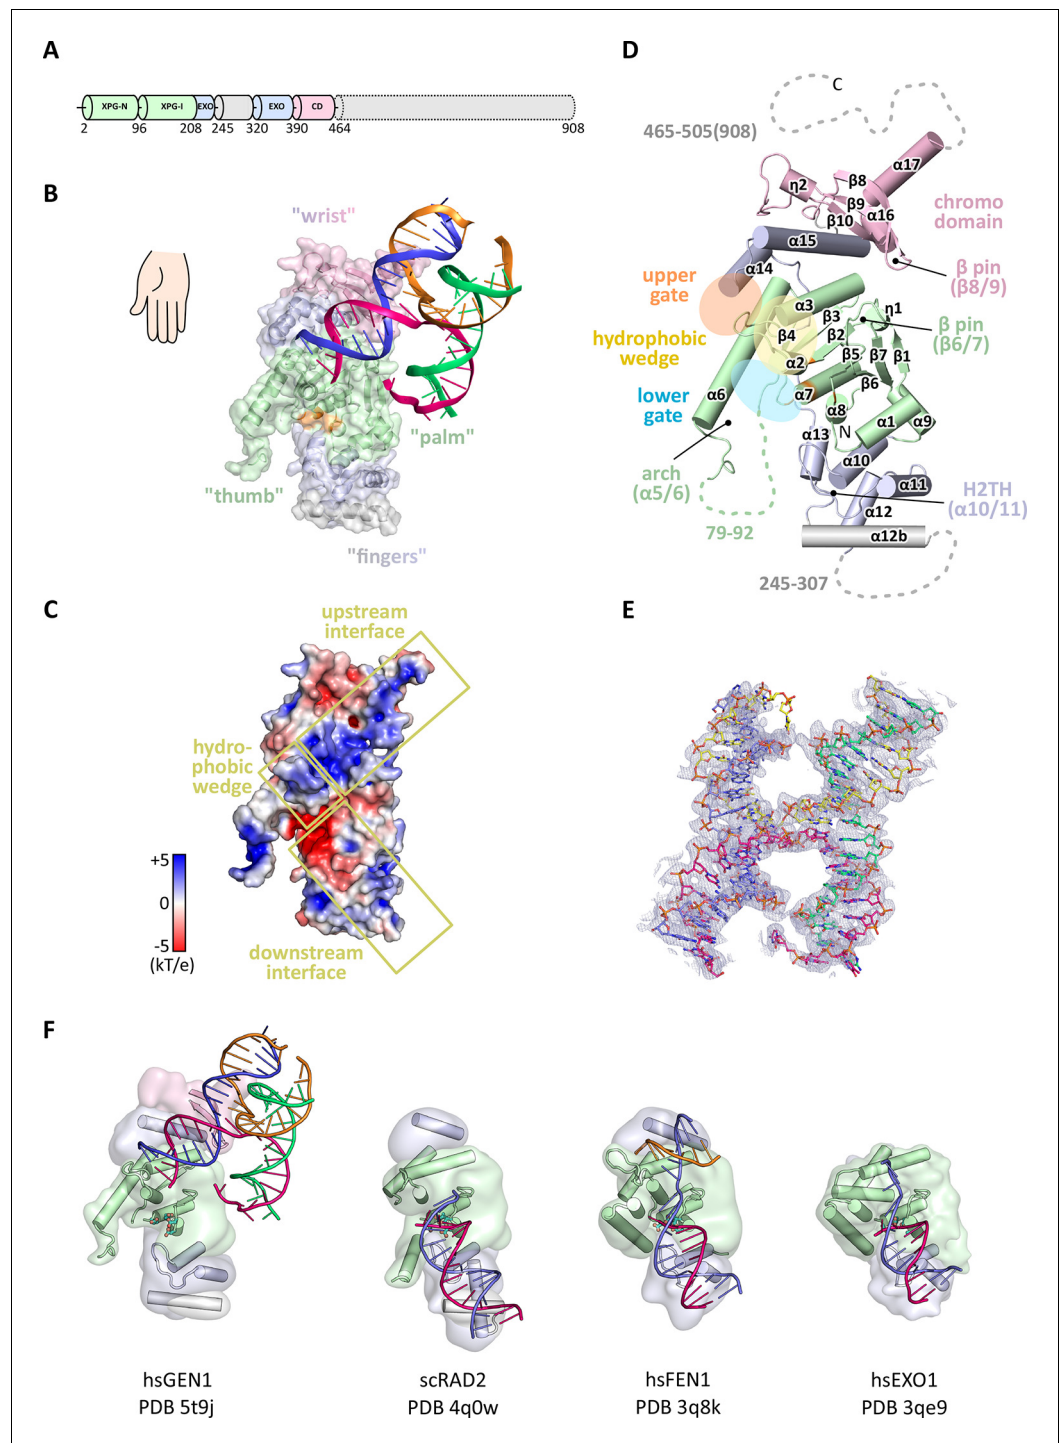 A
XPG-N
XPG-I
EXO
EXO
CD
2
96
208
245
320
390
464
908
B
"wrist"
"palm"
"thumb"
"fingers"
C
upstream
interface
hydro-
phobic
wedge
+5
0
-5
(kT/e)
downstream
interface
D
C
465-505(908)
α17
η2
β8
β9
α16
β10
chromo
domain
α15
α14
β pin
(β8/9)
upper
gate
α3
β3
η1
β4
β2
β pin
(β6/7)
hydrophobic
wedge
α2
β5
β7
β1
β6
α6
α7
lower
gate
α8
N
α1
α9
α13
α10
arch
(α5/6)
α11
H2TH
(α10/11)
α12
79-92
α12b
245-307
E
F
hsGEN1
PDB 5t9j
scRAD2
PDB 4q0w
hsFEN1
PDB 3q8k
hsEXO1
PDB 3qe9